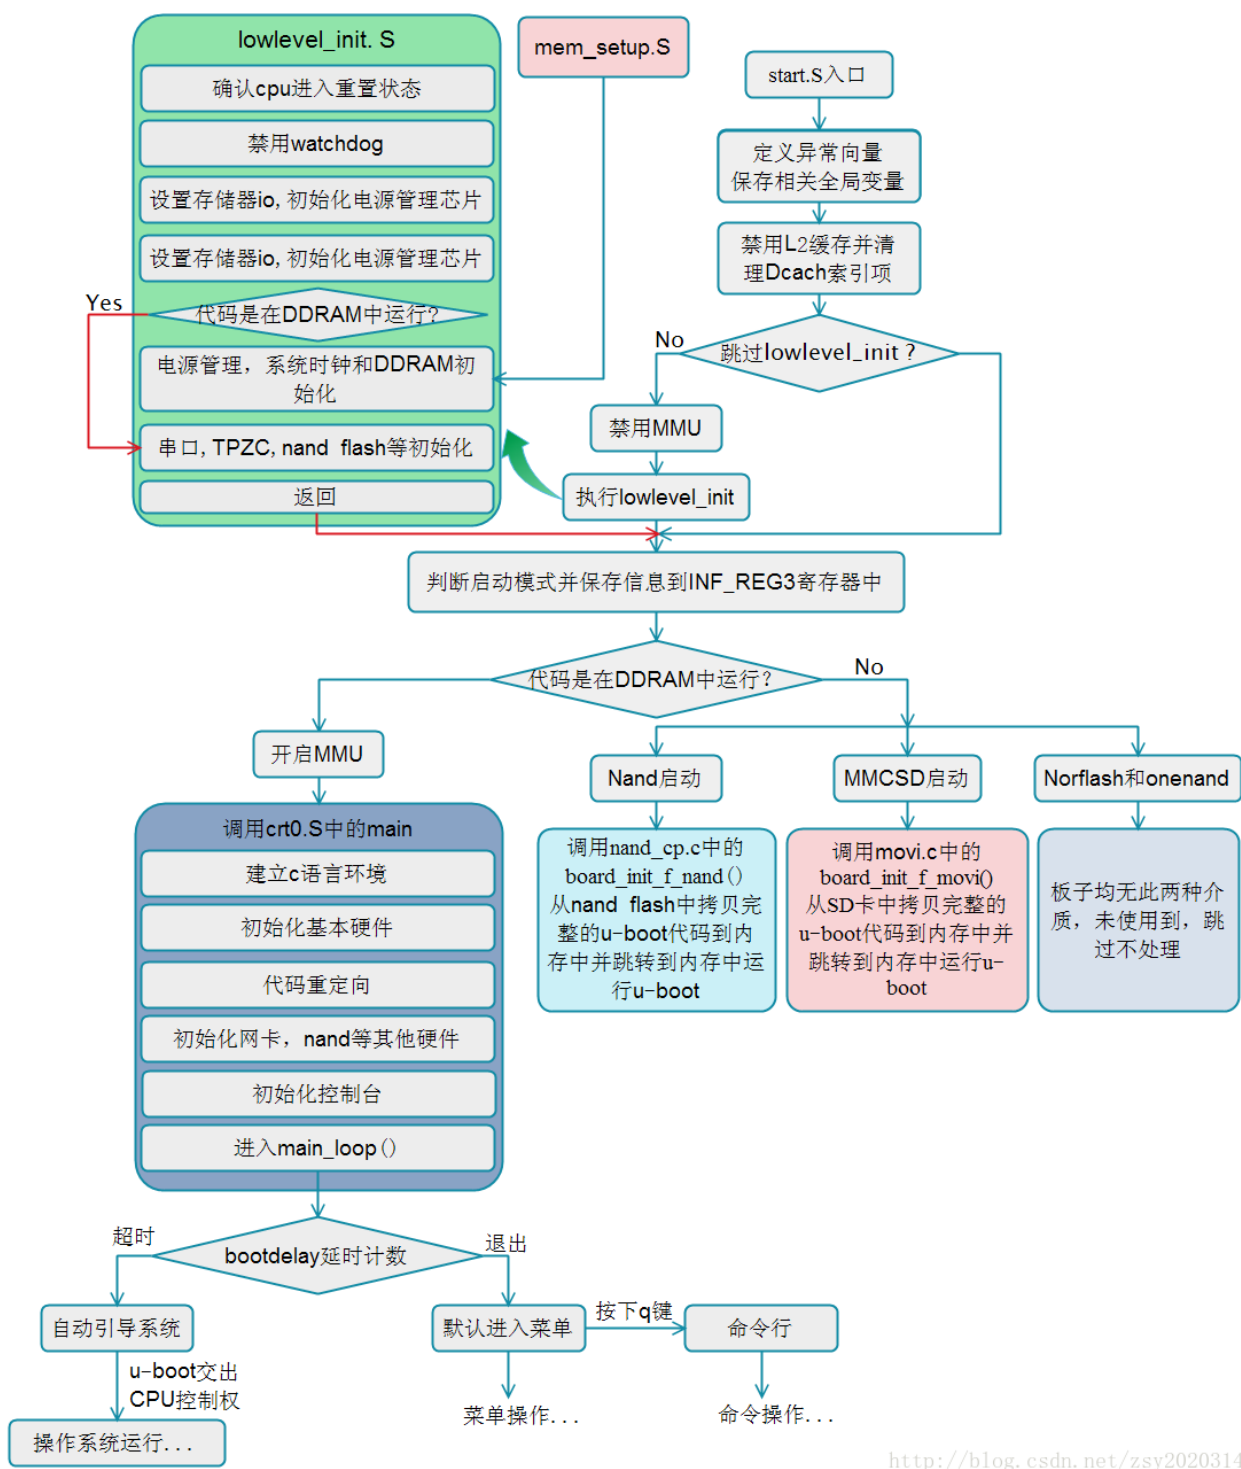 lowlevel_init. S
确认cpu进入重置状态
禁用watchdog
设置存储器io, 初始化电源管理芯片
设置存储器io, 初始化电源管理芯片
Yes
代码是在DDRAM中运行?
电源管理，系统时钟和DDRAM初
始化
串口, TPZC, nand flash等初始化
返回
mem_setup.S
start.S入口
定义异常向量
保存相关全局变量
禁用L2缓存并清
理Dcach索引项
No
跳过lowlevel_init？
禁用MMU
执行lowlevel_init
判断启动模式并保存信息到INF_REG3寄存器中
代码是在DDRAM中运行?
No
开启MMU
Nand启动
MMCSD启动
Norflash和onenand
调用crt0.S中的main
建立c语言环境
初始化基本硬件
代码重定向
初始化网卡，nand等其他硬件
初始化控制台
进入main_loop()
调用nand_cp.c中的
board_init_f_nand()
从nand flash中拷贝完
整的u-boot代码到内
存中并跳转到内存中运
行u-boot
调用movi.c中的
board_init_f_movi()
从SD卡中拷贝完整的
u-boot代码到内存中并
跳转到内存中运行u-
boot
板子均无此两种介
质，未使用到，跳
过不处理
超时
bootdelay延时计数
退出
自动引导系统
默认进入菜单
按下q键
命令行
u-boot交出
CPU控制权
菜单操作...
命令操作...
操作系统运行...
http://blog.csdn.net/zsy2020314